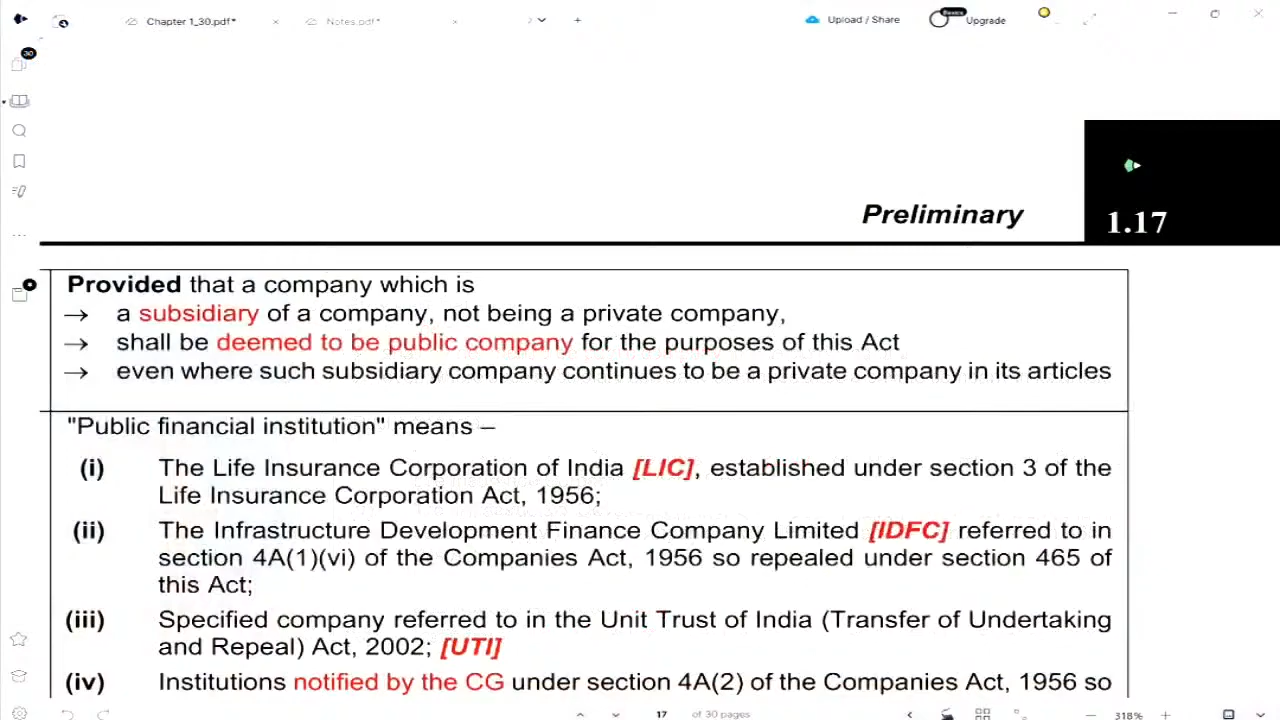 Chapter 1_30.pdf*
Notes.pdf*
Upload / Share
Basics
Upgrade
30
Preliminary
1.17
Provided that a company which is
→ a subsidiary of a company, not being a private company,
→ shall be deemed to be public company for the purposes of this Act
→ even where such subsidiary company continues to be a private company in its articles
"Public financial institution" means –
(i) The Life Insurance Corporation of India [LIC], established under section 3 of the
Life Insurance Corporation Act, 1956;
(ii) The Infrastructure Development Finance Company Limited [IDFC] referred to in
section 4A(1)(vi) of the Companies Act, 1956 so repealed under section 465 of
this Act;
(iii) Specified company referred to in the Unit Trust of India (Transfer of Undertaking
and Repeal) Act, 2002; [UTI]
(iv) Institutions notified by the CG under section 4A(2) of the Companies Act, 1956 so
17 of 30 pages
318%